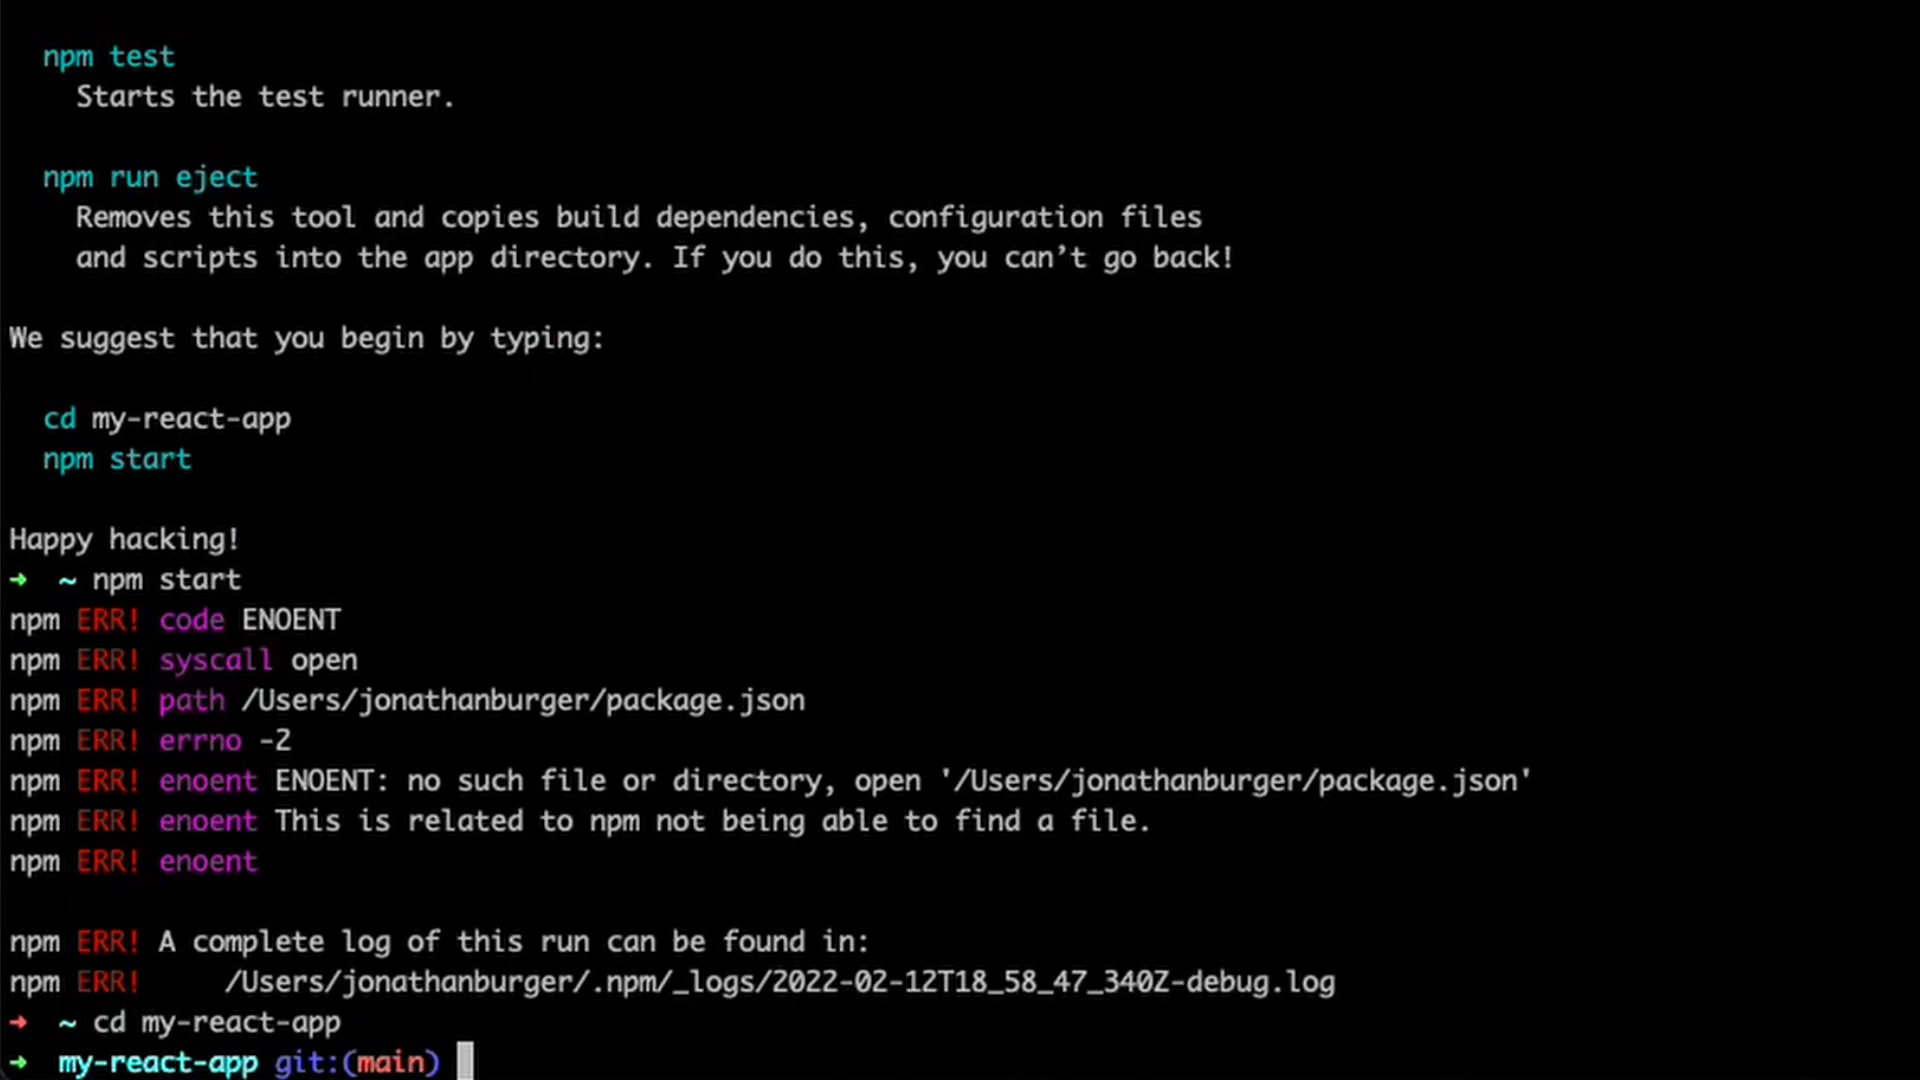 npm test
Starts the test runner.
npm run eject
Removes this tool and copies build dependencies, configuration files
and scripts into the app directory. If you do this, you can’t go back!
We suggest that you begin by typing:
cd my-react-app
npm start
Happy hacking!
➜ ~ npm start
npm ERR! code ENOENT
npm ERR! syscall open
npm ERR! path /Users/jonathanburger/package.json
npm ERR! errno -2
npm ERR! enoent ENOENT: no such file or directory, open '/Users/jonathanburger/package.json'
npm ERR! enoent This is related to npm not being able to find a file.
npm ERR! enoent
npm ERR! A complete log of this run can be found in:
npm ERR! /Users/jonathanburger/.npm/_logs/2022-02-12T18_58_47_340Z-debug.log
➜ ~ cd my-react-app
➜ my-react-app git:(main)